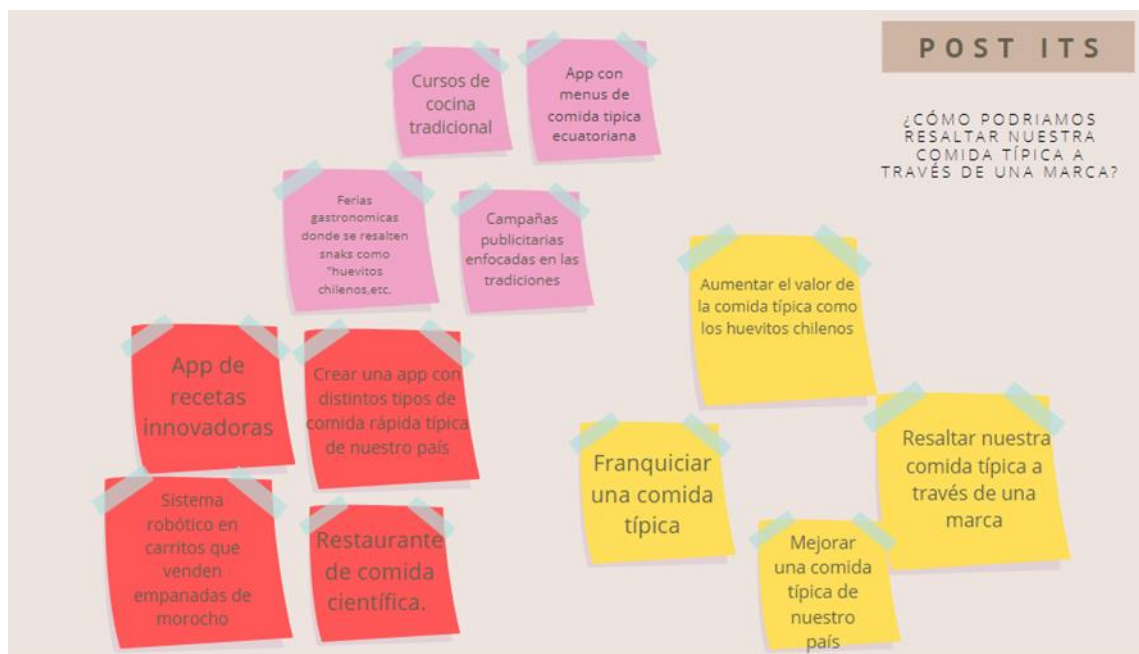 POST ITS
¿CÓMO PODRIAMOS
RESALTAR NUESTRA
COMIDA TÍPICA A
TRAVÉS DE UNA MARCA?
Cursos de
cocina
tradicional
App con
menus de
comida tipica
ecuatoriana
Ferias
gastronomicas
donde se resalten
snaks como
"huevitos
chilenos,etc.
Campañas
publicitarias
enfocadas en las
tradiciones
Aumentar el valor de
la comida típica como
los huevitos chilenos
App de
recetas
innovadoras
Crear una app con
distintos tipos de
comida rápida típica
de nuestro país
Franquiciar
una comida
típica
Resaltar nuestra
comida típica a
través de una
marca
Sistema
robótico en
carritos que
venden
empanadas de
morocho
Restaurante
de comida
científica.
Mejorar
una comida
típica de
nuestro
país